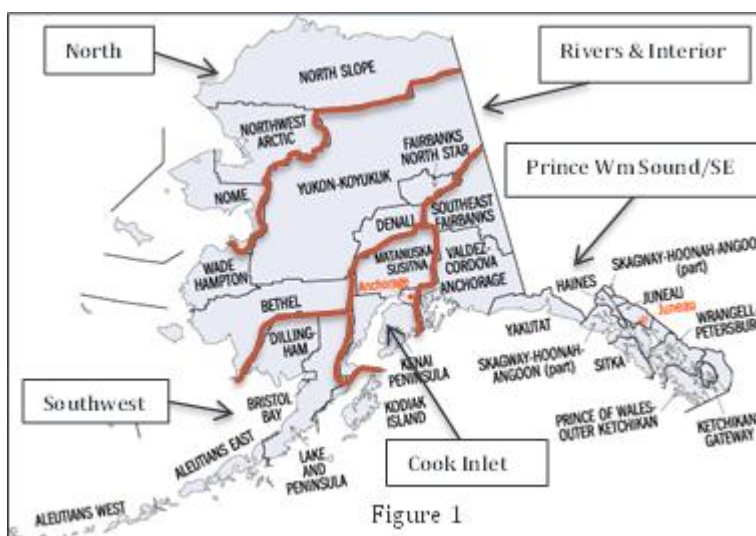 North
Rivers & Interior
NORTH SLOPE
NORTHWEST
ARCTIC
FAIRBANKS
NORTH STAR
Prince Wm Sound/SE
YUKON-KOYUKUK
NOME
DENALI
SOUTHEAST
FAIRBANKS
SKAGWAY-HOONAH-ANGOON
(part)
MATANUSKA
SUSITNA
VALDEZ
CORDOVA
HAINES
WADE
HAMPTON
Anchorage
ANCHORAGE
JUNEAU
Juneau
BETHEL
WRANGELL
PETERSBURG
YAKUTAT
DILLING-
HAM
KENAI
PENINSULA
SKAGWAY-HOONAH-
ANGOON (part)
SITKA
Southwest
BRISTOL
BAY
KODIAK
ISLAND
PRINCE OF WALES-
OUTER KETCHIKAN
KETCHIKAN
GATEWAY
ALEUTIANS EAST
LAKE
AND
PENINSULA
Cook Inlet
ALEUTIANS WEST
Figure 1